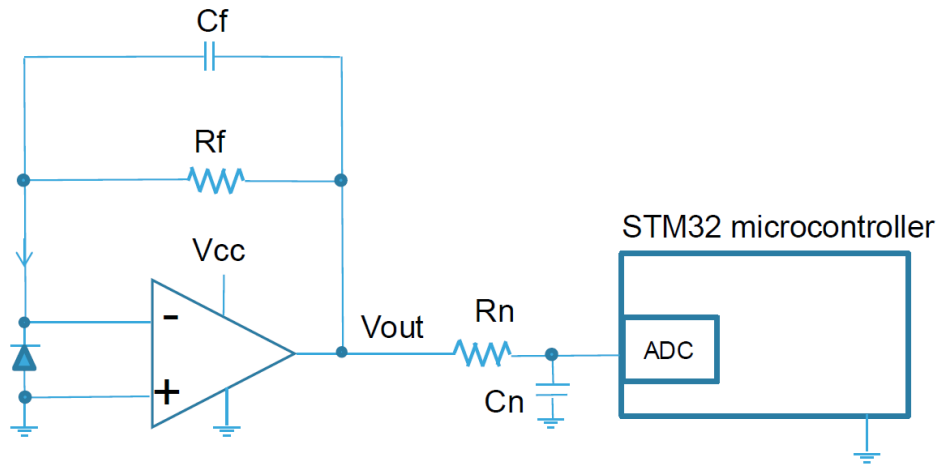 Cf
Rf
STM32 microcontroller
Vcc
-
Vout
Rn
ADC
+
Cn